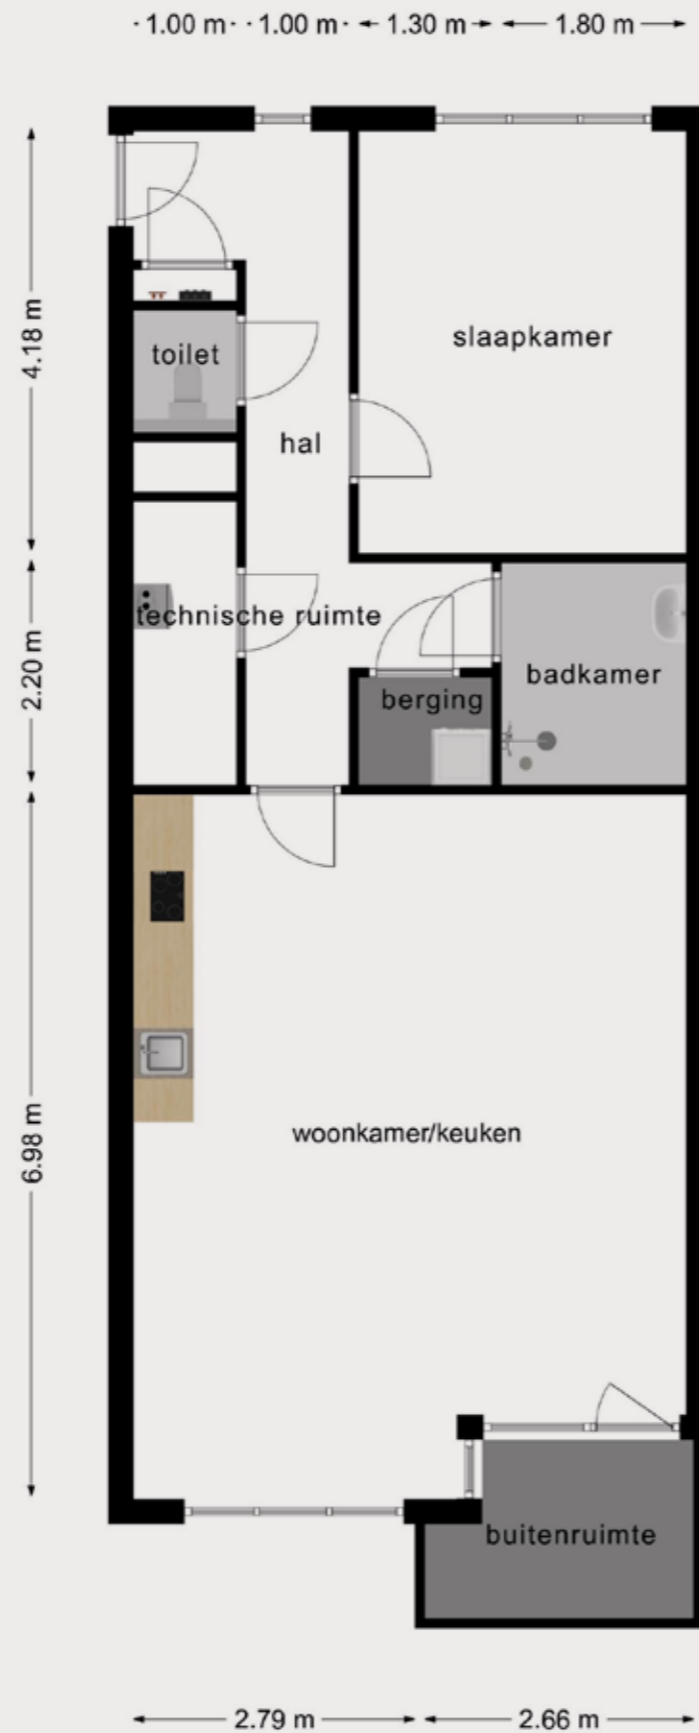 1.00 m 1.00 m 1.30 m 1.80 m
4.18 m
slaapkamer
toilet
hal
2.20 m
technische ruimte
badkamer
berging
6.98 m
woonkamer/keuken
buitenruimte
2.79 m 2.66 m